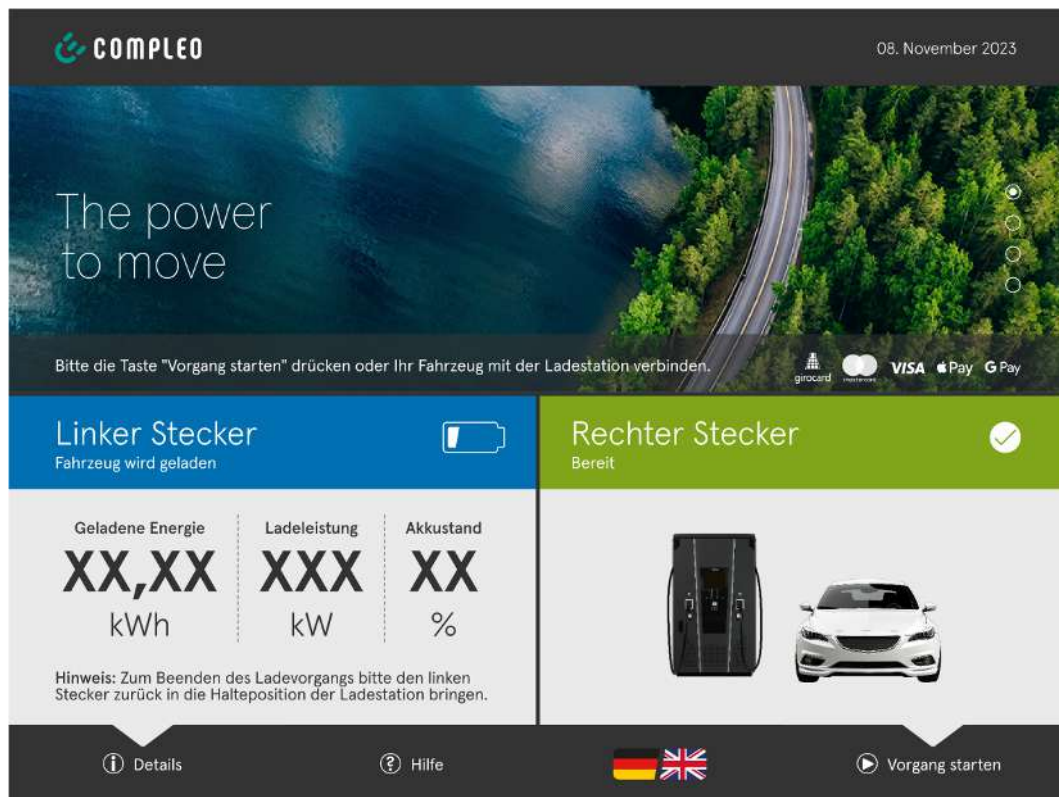 COMPLEO
08. November 2023
The power
to move
Bitte die Taste "Vorgang starten" drücken oder Ihr Fahrzeug mit der Ladestation verbinden.
girocard
mastercard
VISA
Pay
G Pay
Linker Stecker
Fahrzeug wird geladen
Rechter Stecker
Bereit
Geladene Energie
XX,XX
kWh
Ladeleistung
XXX
kW
Akkustand
XX
%
Hinweis: Zum Beenden des Ladevorgangs bitte den linken
Stecker zurück in die Halteposition der Ladestation bringen.
Details
Hilfe
Vorgang starten